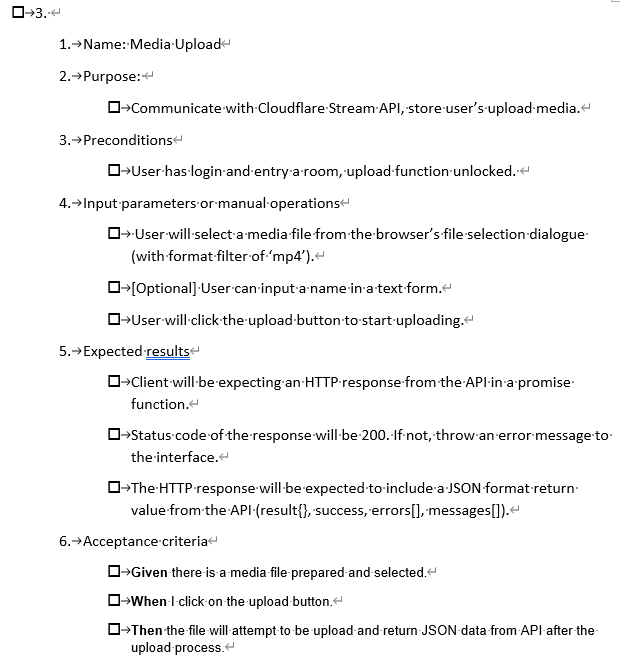 3.
1. Name: Media Upload
2. Purpose:
Communicate with Cloudflare Stream API, store user’s upload media.
3. Preconditions
User has login and entry a room, upload function unlocked.
4. Input parameters or manual operations
User will select a media file from the browser’s file selection dialogue
(with format filter of ‘mp4’).
[Optional] User can input a name in a text form.
User will click the upload button to start uploading.
5. Expected results
Client will be expecting an HTTP response from the API in a promise
function.
Status code of the response will be 200. If not, throw an error message to
the interface.
The HTTP response will be expected to include a JSON format return
value from the API (result{}, success, errors[], messages[]).
6. Acceptance criteria
Given there is a media file prepared and selected.
When I click on the upload button.
Then the file will attempt to be upload and return JSON data from API after the
upload process.